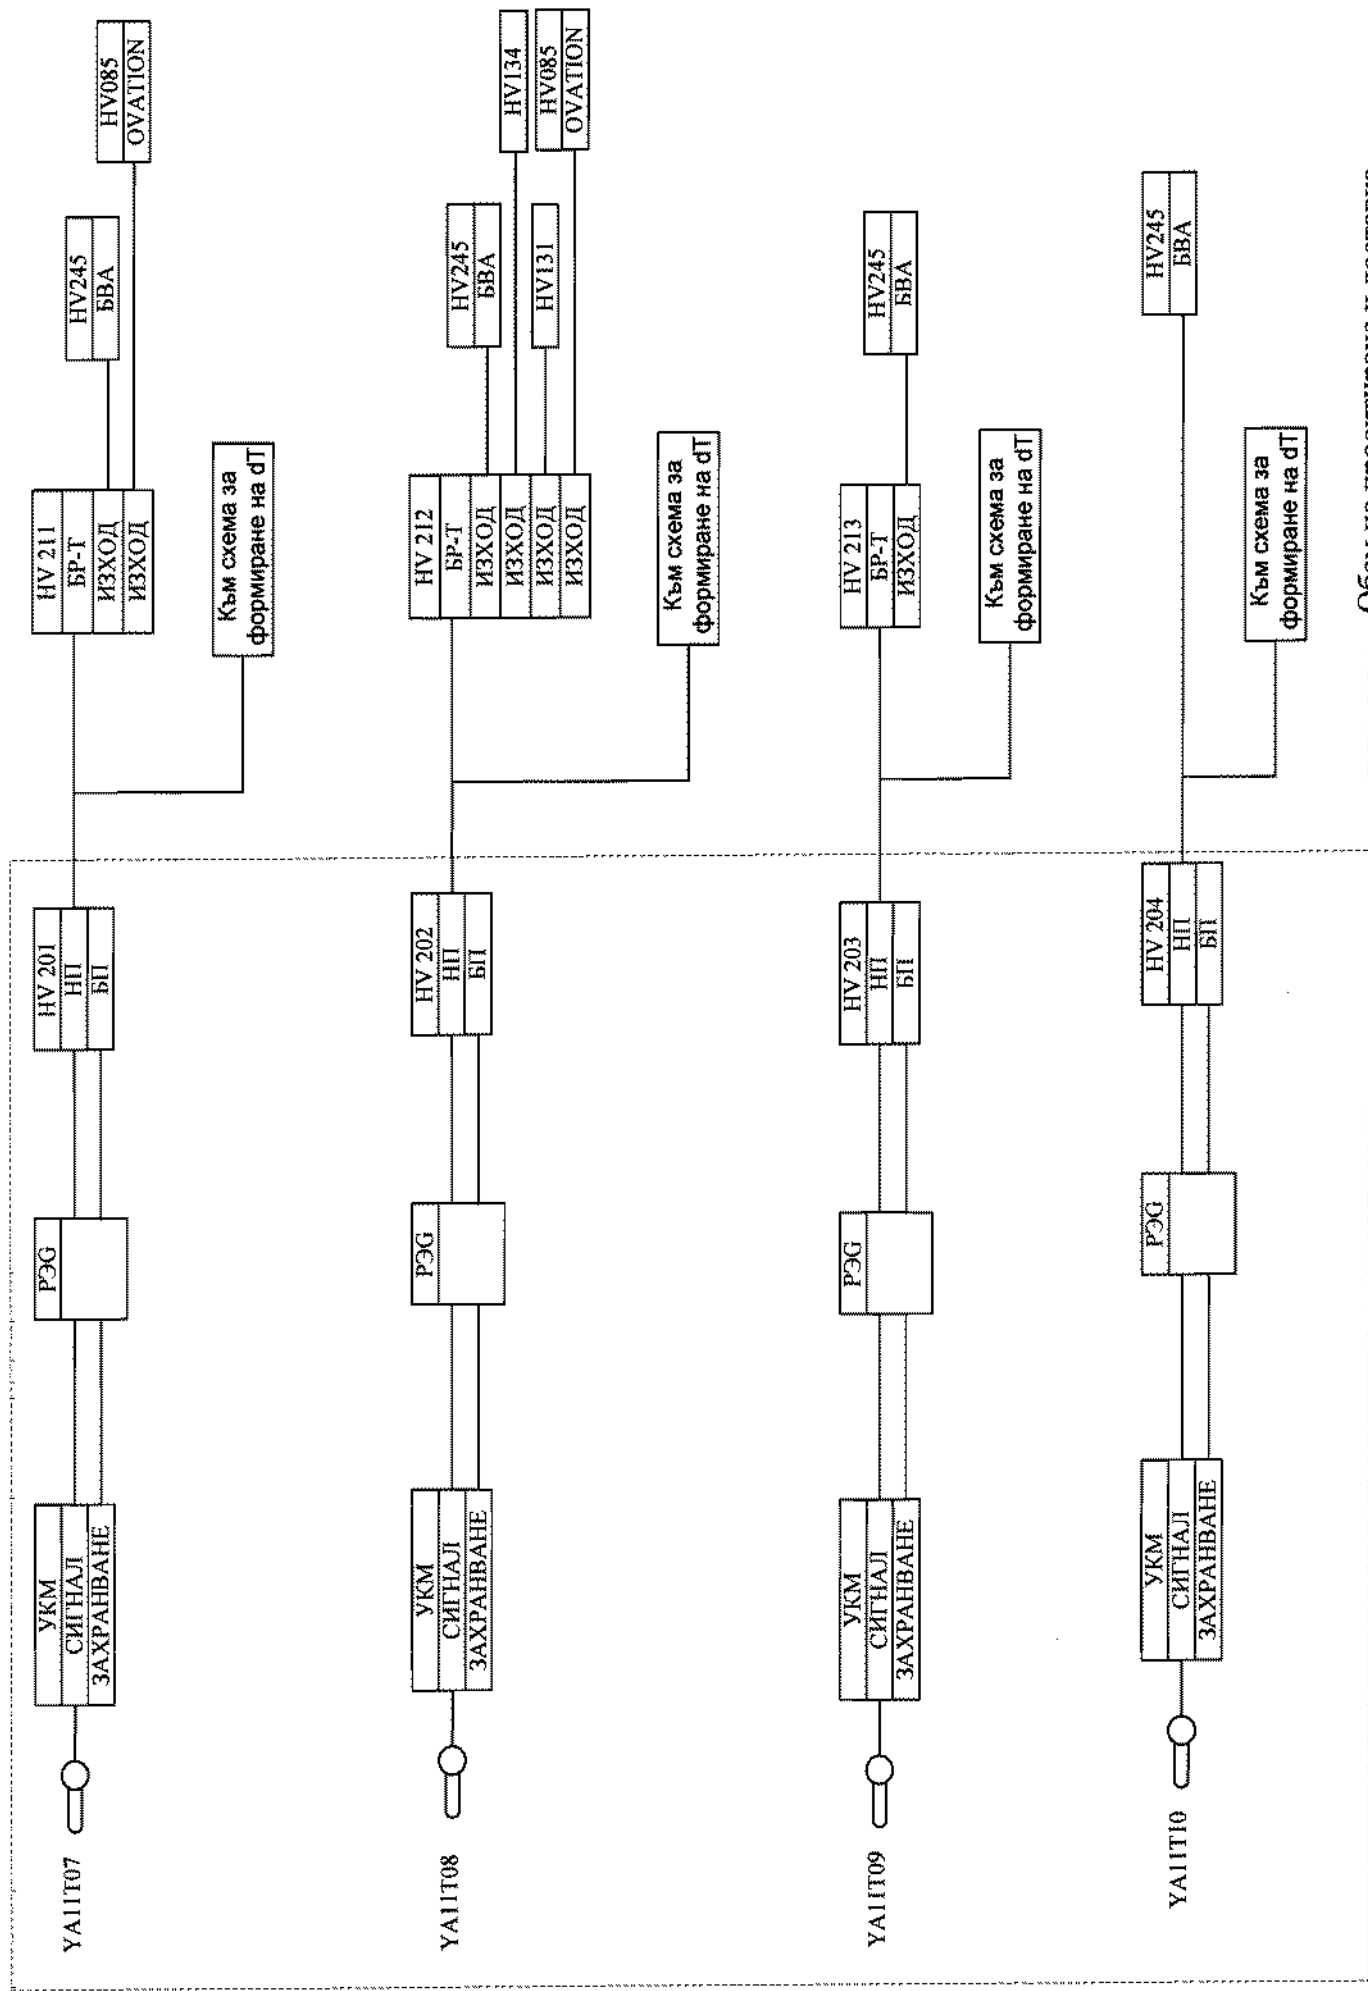 YA11T07
УКМ
СИГНАЛ
ЗАХРАНВАНЕ
РЭG
HV 201
НП
БП
HV 211
БР-Т
ИЗХОД
ИЗХОД
HV245
БВА
HV085
OVATION
Към схема за
формиране на dT
YA11T08
УКМ
СИГНАЛ
ЗАХРАНВАНЕ
РЭG
HV 202
НП
БП
HV 212
БР-Т
ИЗХОД
ИЗХОД
ИЗХОД
ИЗХОД
HV245
БВА
HV134
HV131
HV085
OVATION
Към схема за
формиране на dT
YA11T09
УКМ
СИГНАЛ
ЗАХРАНВАНЕ
РЭG
HV 203
НП
БП
HV 213
БР-Т
ИЗХОД
HV245
БВА
Към схема за
формиране на dT
YA11T10
УКМ
СИГНАЛ
ЗАХРАНВАНЕ
РЭG
HV 204
НП
БП
HV245
БВА
Към схема за
формиране на dT